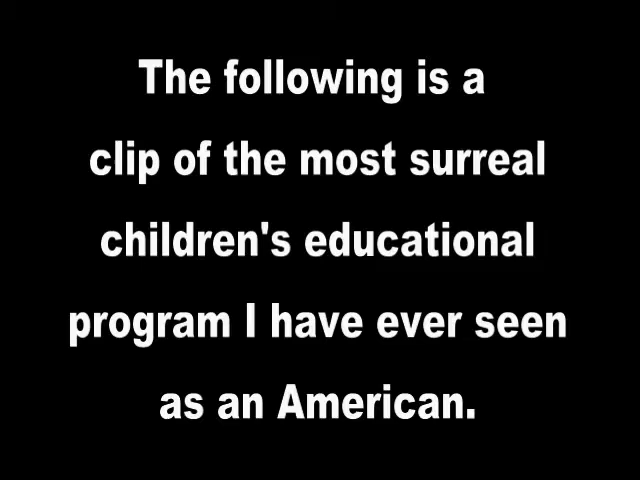 The following is a
clip of the most surreal
children's educational
program I have ever seen
as an American.